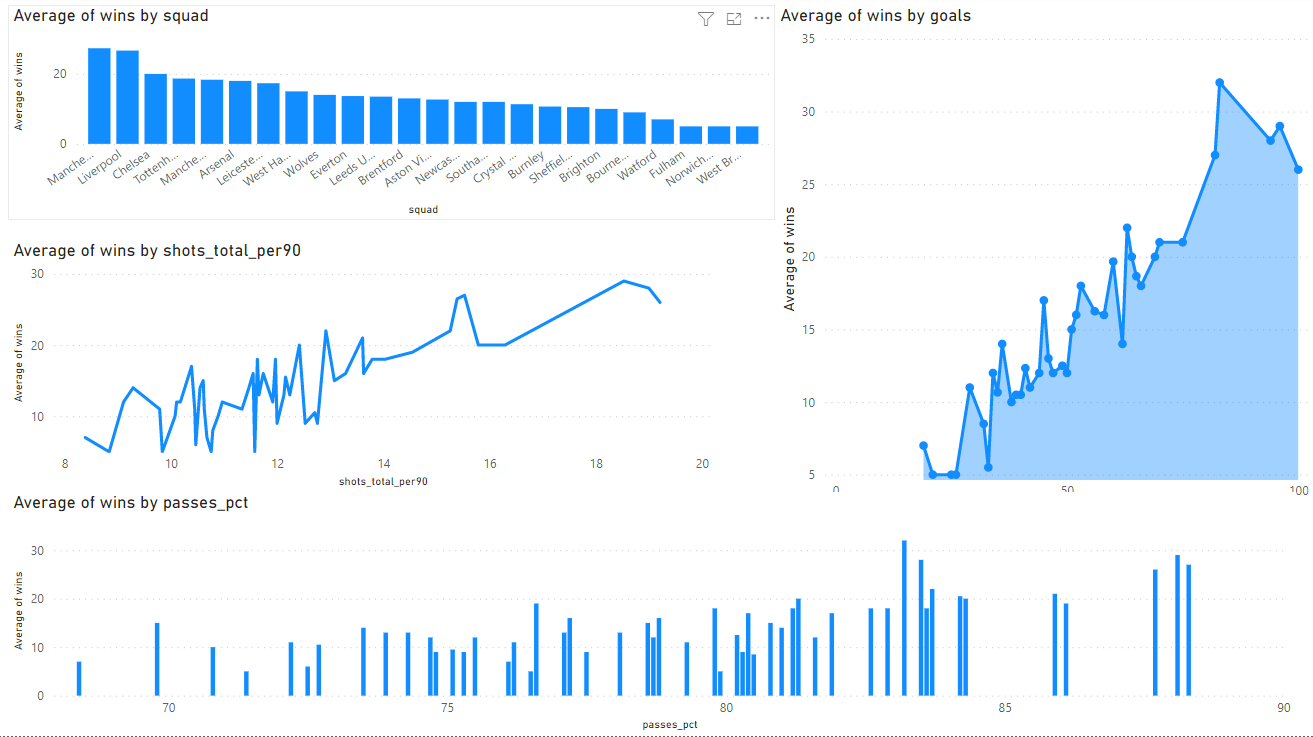 Average of wins by squad
Average of wins
20
0
Manche...
Liverpool
Chelsea
Tottenh...
Manche...
Arsenal
Leiceste...
West Ha...
Wolves
Everton
Leeds U...
Brentford
Aston Vi...
Newcas...
Southa...
Crystal ...
Burnley
Sheffiel...
Brighton
Bourne...
Watford
Fulham
Norwich...
West Br...
squad
Average of wins by goals
Average of wins
35
30
25
20
15
10
5
0 50 100
Average of wins by shots_total_per90
Average of wins
30
20
10
8 10 12 14 16 18 20
shots_total_per90
Average of wins by passes_pct
Average of wins
30
20
10
0
70 75 80 85 90
passes_pct